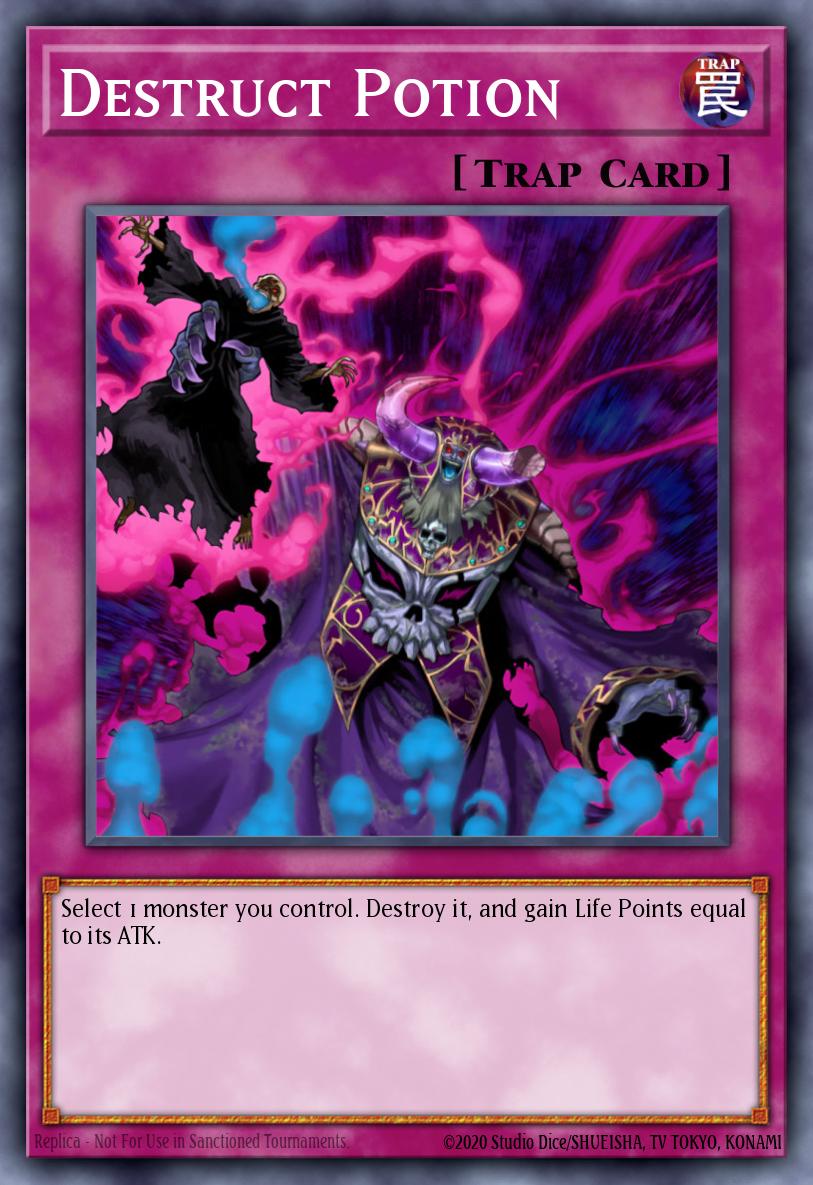 Destruct Potion
TRAP
罠
[Trap Card]
Select 1 monster you control. Destroy it, and gain Life Points equal
to its ATK.
Replica - Not For Use in Sanctioned Tournaments.
©2020 Studio Dice/SHUEISHA, TV TOKYO, KONAMI